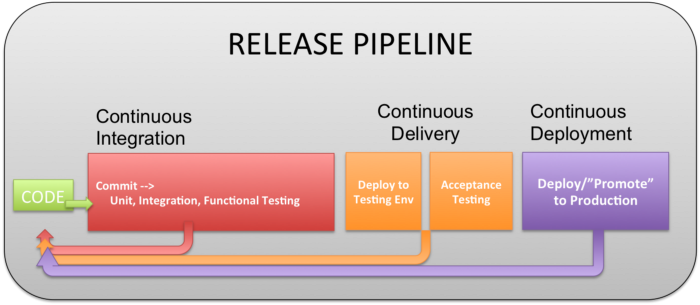 RELEASE PIPELINE
Continuous
Integration
Continuous
Delivery
Continuous
Deployment
CODE
Commit -->
Unit, Integration, Functional Testing
Deploy to
Testing Env
Acceptance
Testing
Deploy/”Promote”
to Production